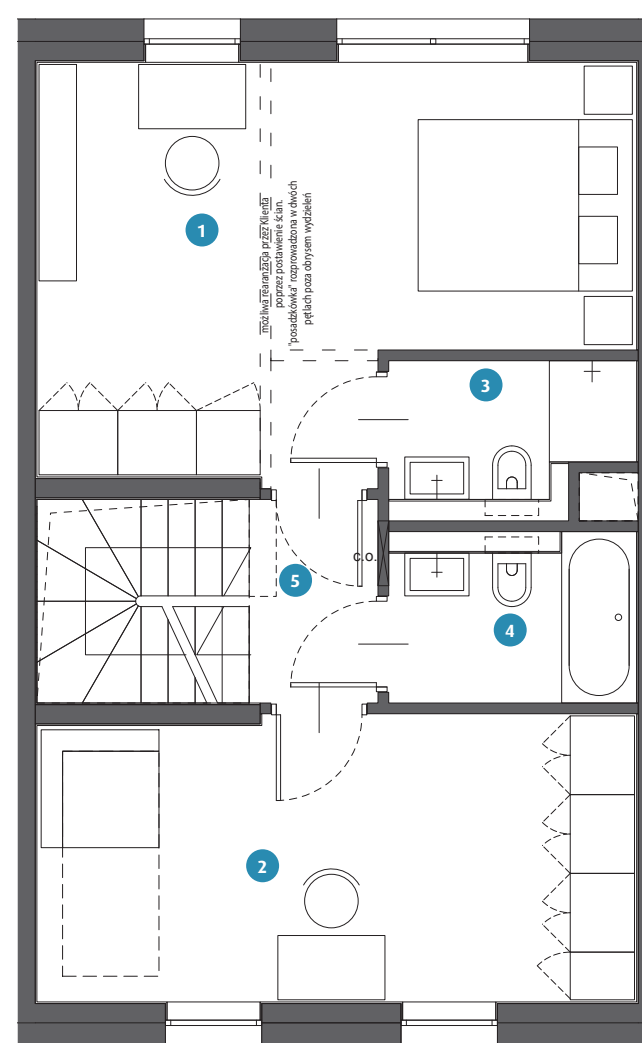 1
możliwa rearanżacja przez Klienta
poprzez postawienie ścian.
"posadzkówka" rozprowadzona w dwóch
pętlach poza obrysem wydzieleń
3
c.o.
5
4
2